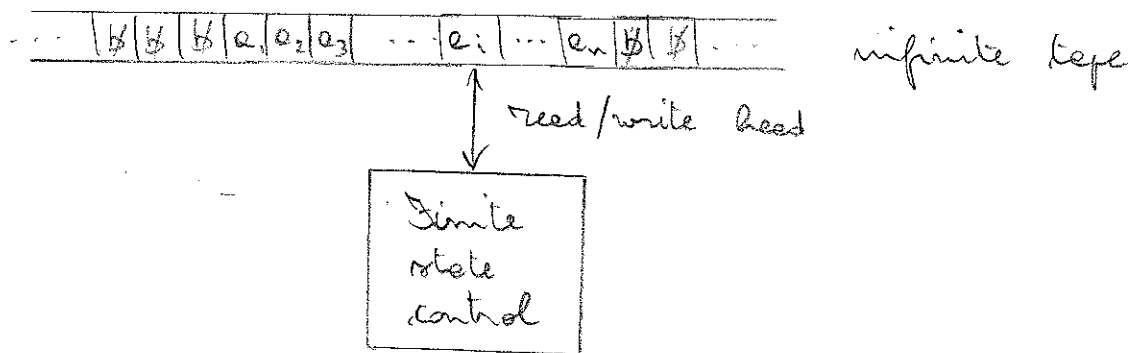 ... ␢ ␢ ␢ a₁ a₂ a₃ ... aᵢ ... aₙ ␢ ␢ ... infinite tape
read/write head
Finite
state
control